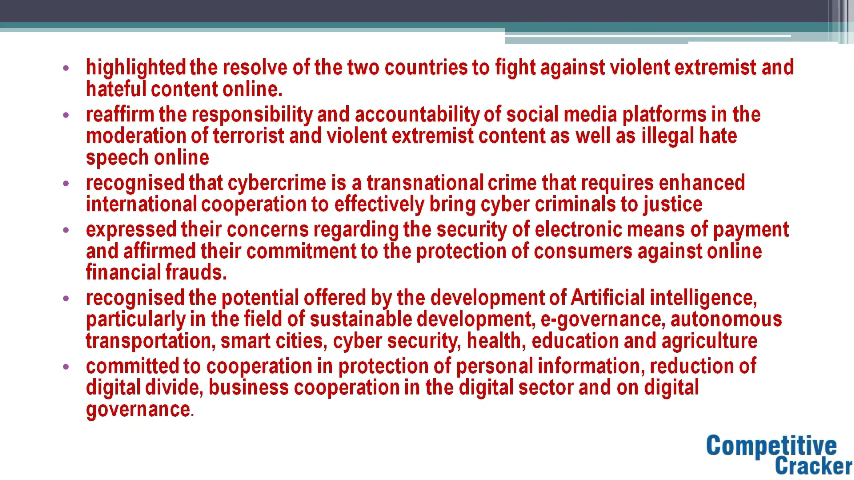 • highlighted the resolve of the two countries to fight against violent extremist and
hateful content online.
• reaffirm the responsibility and accountability of social media platforms in the
moderation of terrorist and violent extremist content as well as illegal hate
speech online
• recognised that cybercrime is a transnational crime that requires enhanced
international cooperation to effectively bring cyber criminals to justice
• expressed their concerns regarding the security of electronic means of payment
and affirmed their commitment to the protection of consumers against online
financial frauds.
• recognised the potential offered by the development of Artificial intelligence,
particularly in the field of sustainable development, e-governance, autonomous
transportation, smart cities, cyber security, health, education and agriculture
• committed to cooperation in protection of personal information, reduction of
digital divide, business cooperation in the digital sector and on digital
governance.
Competitive
Cracker